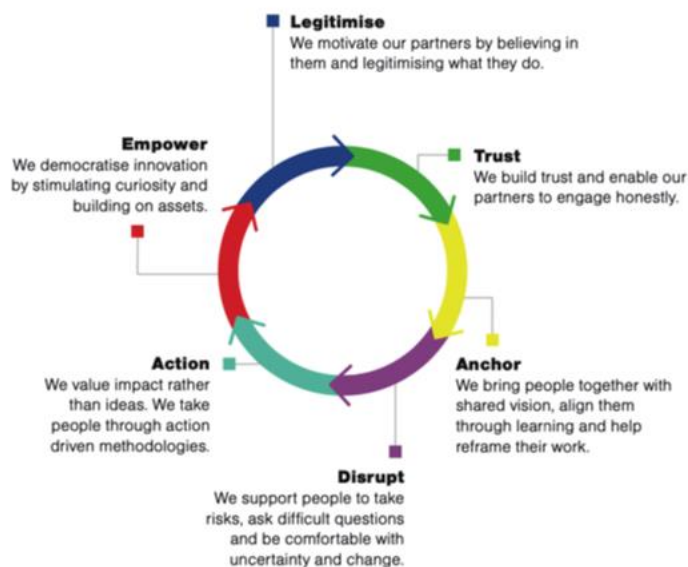 Legitimise
We motivate our partners by believing in
them and legitimising what they do.
Trust
We build trust and enable our
partners to engage honestly.
Anchor
We bring people together with
shared vision, align them
through learning and help
reframe their work.
Disrupt
We support people to take
risks, ask difficult questions
and be comfortable with
uncertainty and change.
Action
We value impact rather
than ideas. We take
people through action
driven methodologies.
Empower
We democratise innovation
by stimulating curiosity and
building on assets.